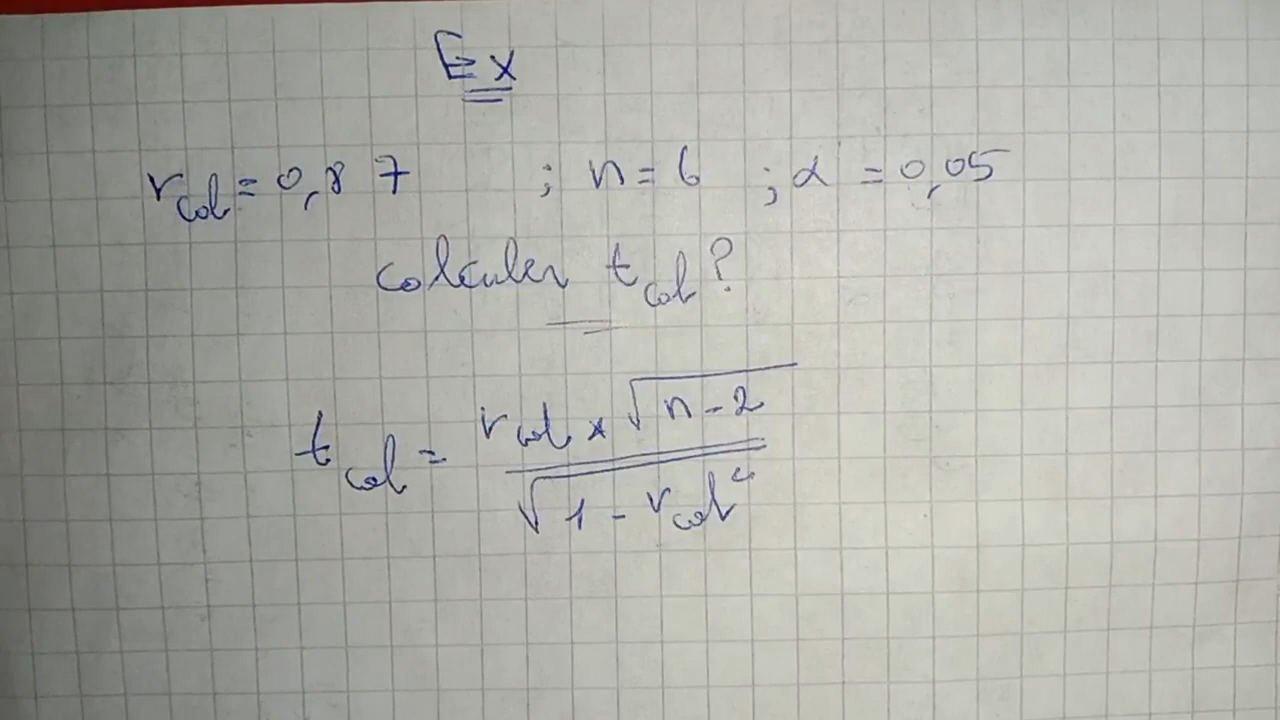 Ex
r_cal = 0,87 ; n = 6 ; α = 0,05
calculer t_cal ?
t_cal = r_cal × √(n - 2) / √(1 - r_cal²)